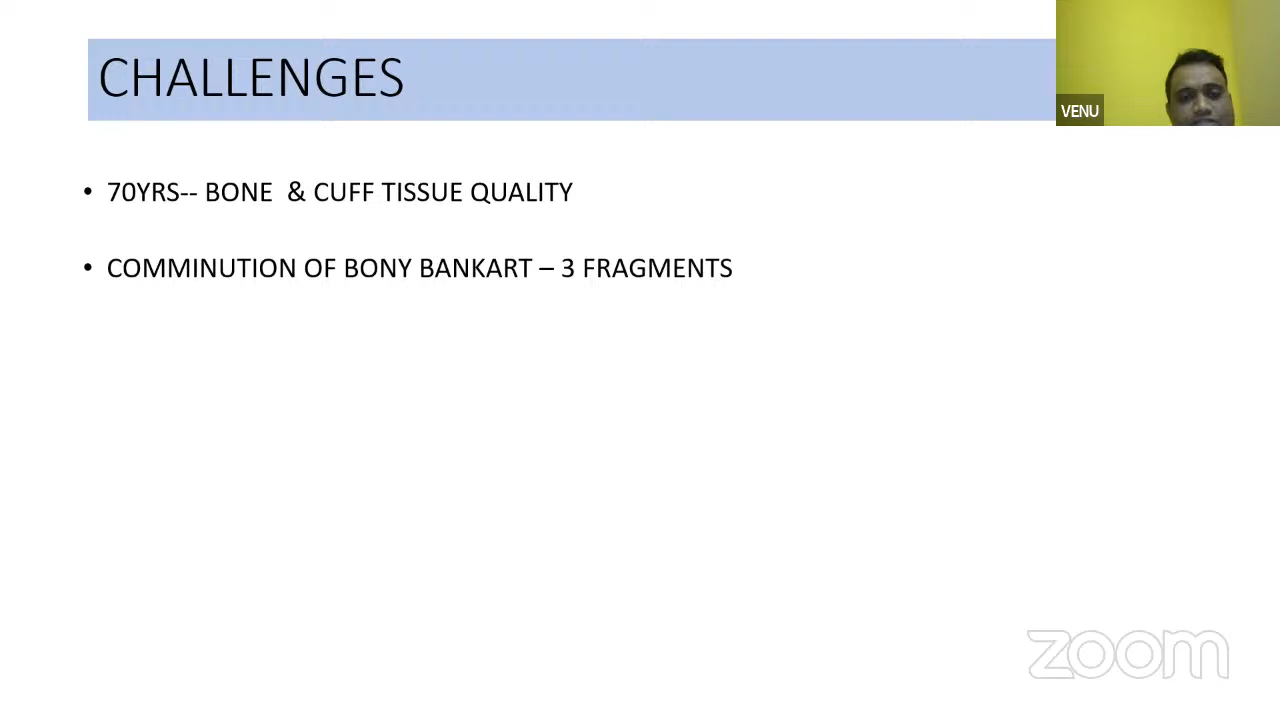 CHALLENGES
VENU
• 70YRS-- BONE & CUFF TISSUE QUALITY
• COMMINUTION OF BONY BANKART – 3 FRAGMENTS
zoom